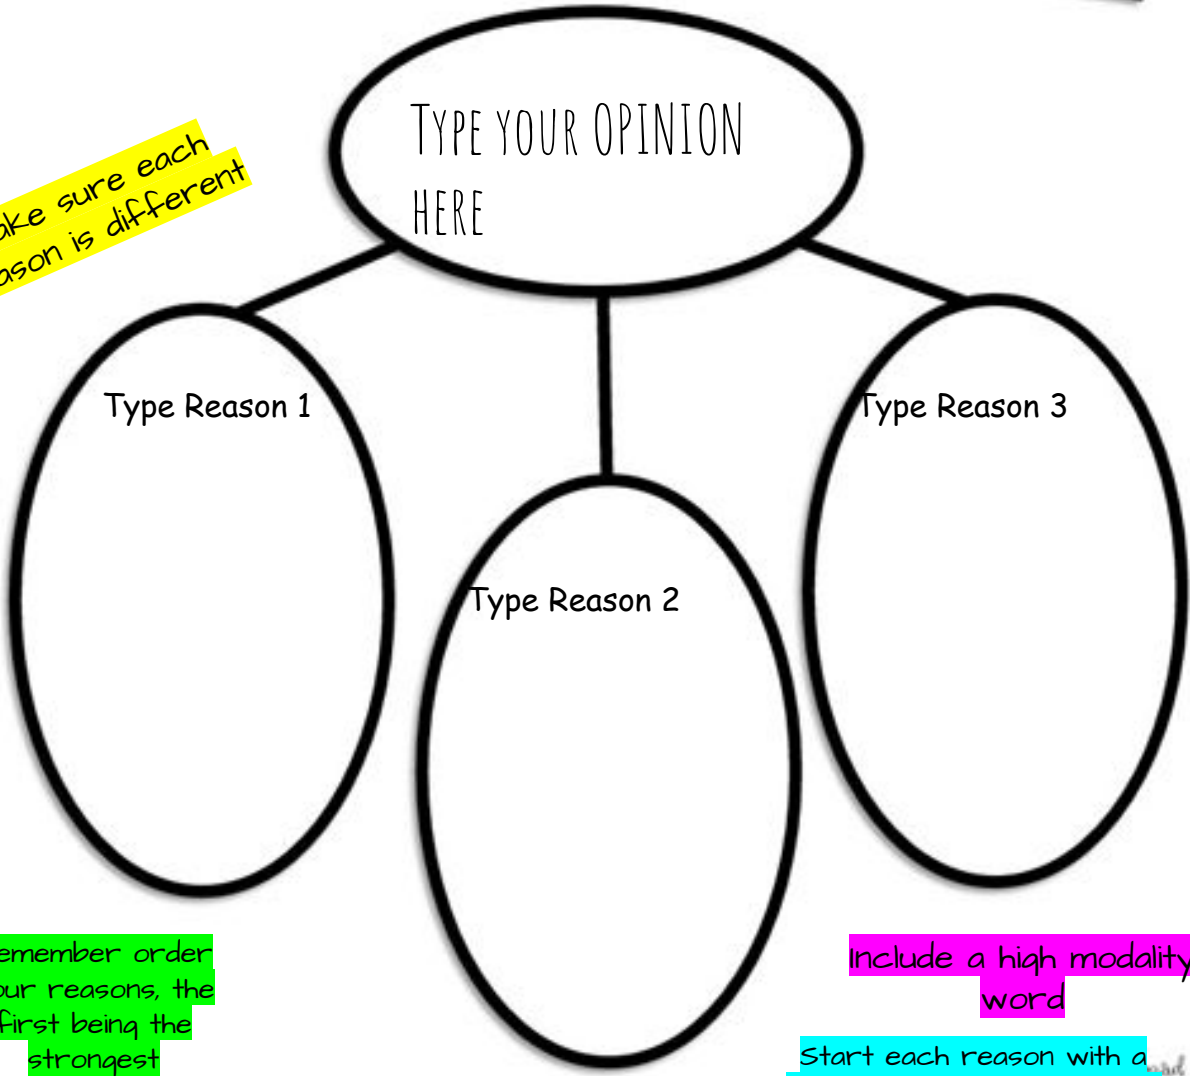 Type your OPINION
here
ake sure each
ason is different
Type Reason 1
Type Reason 3
Type Reason 2
emember order
our reasons, the
first being the
strongest
Include a high modality
word
Start each reason with a